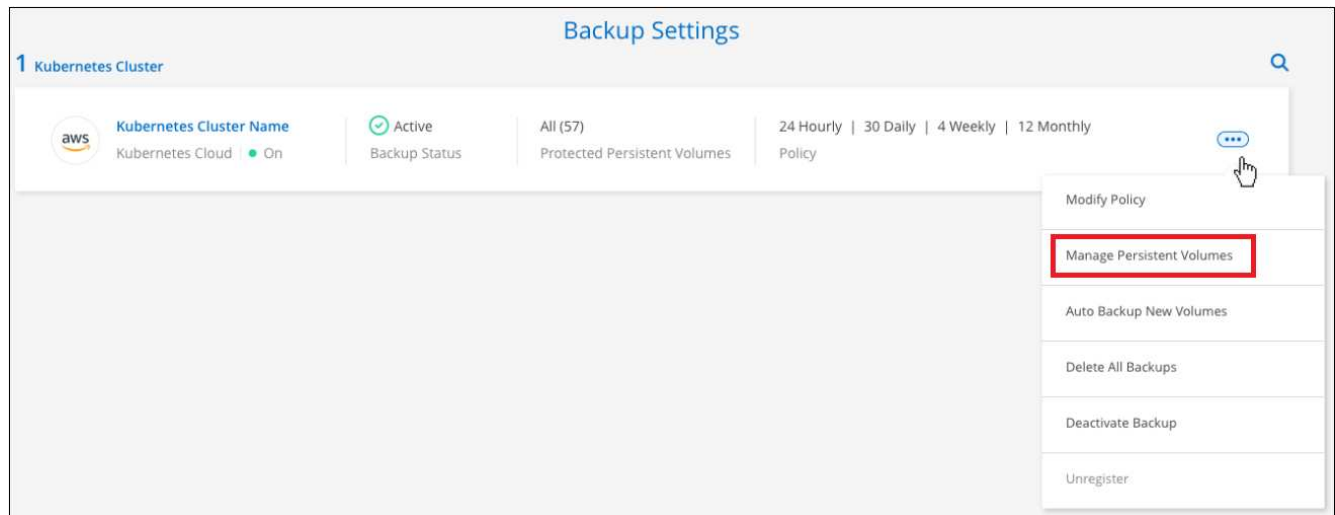 Backup Settings
1 Kubernetes Cluster
aws
Kubernetes Cluster Name
Kubernetes Cloud | On
Active
Backup Status
All (57)
Protected Persistent Volumes
24 Hourly | 30 Daily | 4 Weekly | 12 Monthly
Policy
Modify Policy
Manage Persistent Volumes
Auto Backup New Volumes
Delete All Backups
Deactivate Backup
Unregister